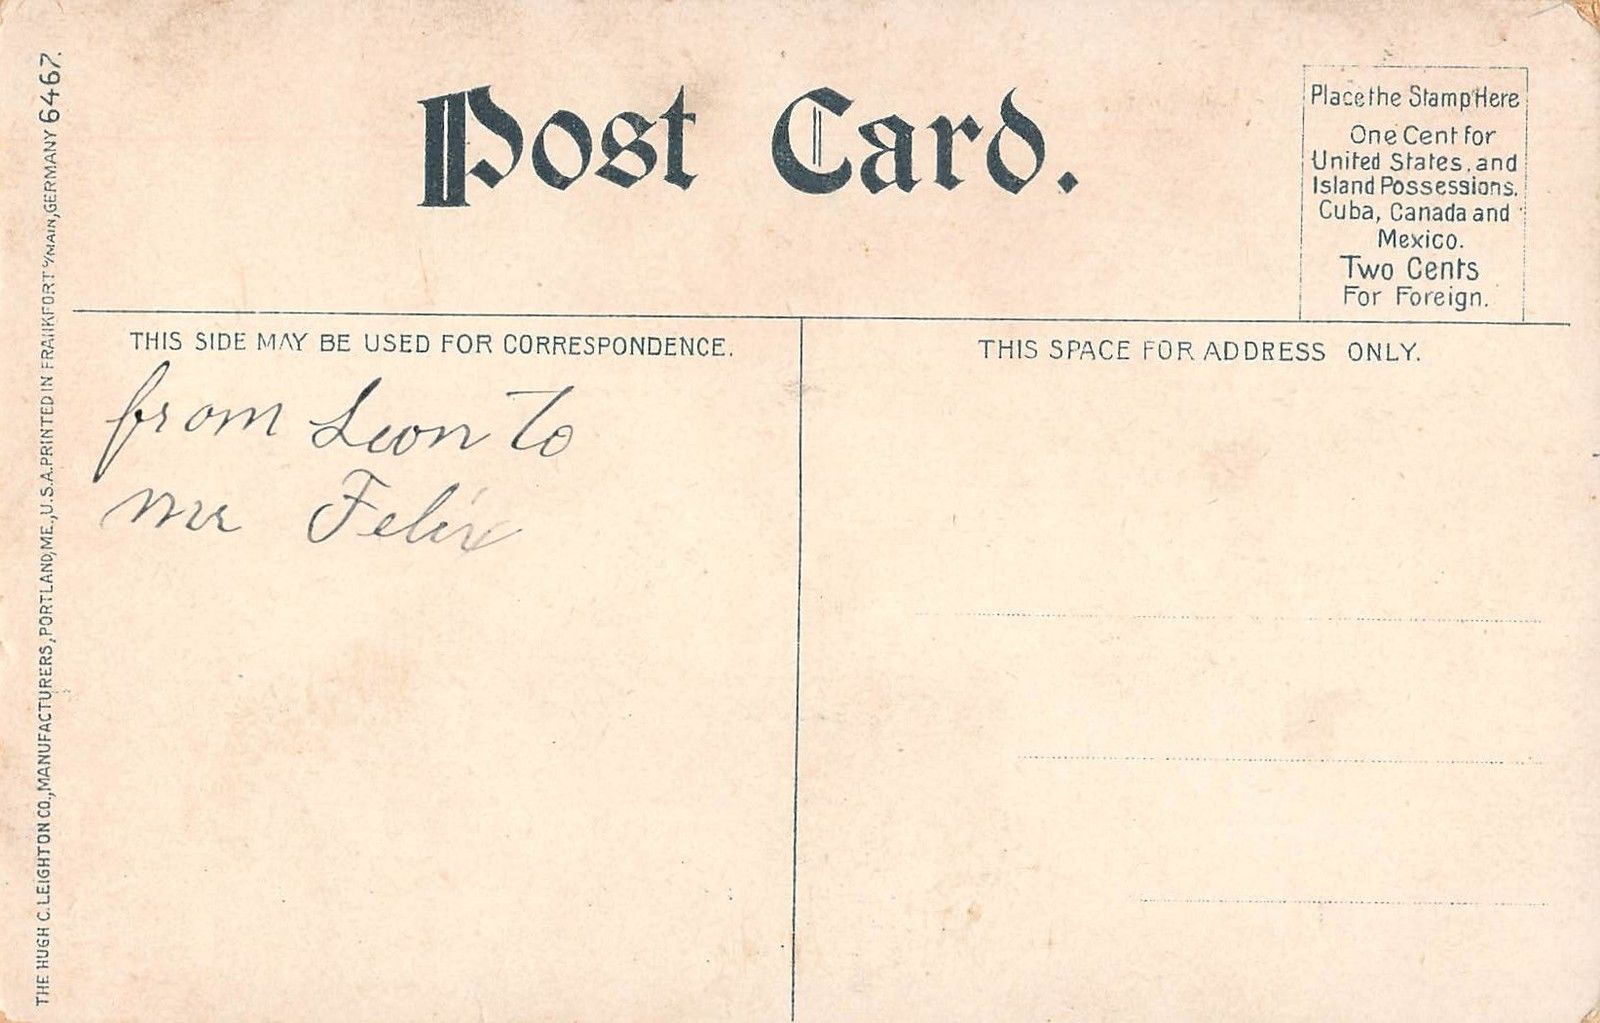 Post Card.
Place the Stamp Here
One Cent for
United States, and
Island Possessions,
Cuba, Canada and
Mexico.
Two Cents
For Foreign.
THIS SIDE MAY BE USED FOR CORRESPONDENCE.
THIS SPACE FOR ADDRESS ONLY.
from Leon To
mr Felix
THE HUGH C. LEIGHTON CO., MANUFACTURERS, PORTLAND, ME., U.S.A. PRINTED IN FRANKFORT o/MAIN, GERMANY 6467.